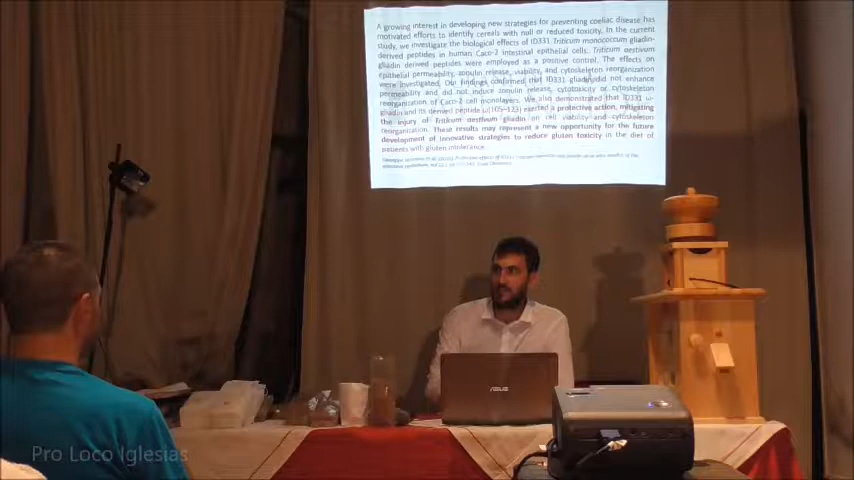 A growing interest in developing new strategies for preventing coeliac disease has
motivated efforts to identify cereals with null or reduced toxicity. In the current
study, we investigate the biological effects of ID331 Triticum monococcum gliadin-
derived peptides in human Caco-2 intestinal epithelial cells. Triticum aestivum
gliadin derived peptides were employed as a positive control. The effects on
epithelial permeability, zonulin release, viability, and cytoskeleton reorganization
were investigated. Our findings confirmed that ID331 gliadin did not enhance
permeability and did not induce zonulin release, cytotoxicity or cytoskeleton
reorganization of Caco-2 cell monolayers. We also demonstrated that ID331 ω-
gliadin and its derived peptide ω(105–123) exerted a protective action, mitigating
the injury of Triticum aestivum gliadin on cell viability and cytoskeleton
reorganization. These results may represent a new opportunity for the future
development of innovative strategies to reduce gluten toxicity in the diet of
patients with gluten intolerance.
ASUS
Pro Loco Iglesias